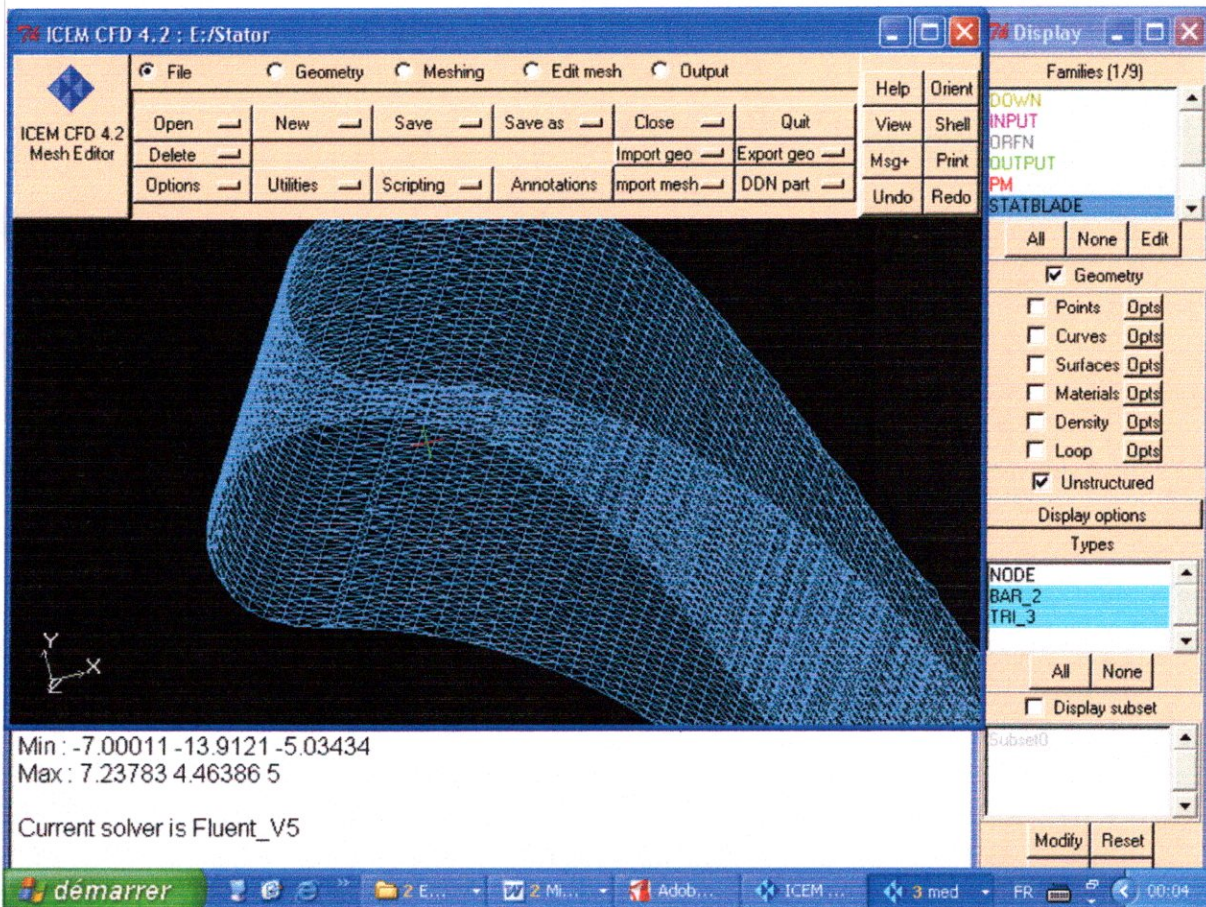 ICEM CFD 4.2 : E:/Stator
File Geometry Meshing Edit mesh Output
ICEM CFD 4.2
Mesh Editor
Open New Save Save as Close Quit
Delete Import geo Export geo
Options Utilities Scripting Annotations mport mesh DDN part
Help Orient
View Shell
Msg+ Print
Undo Redo
Y
X
Z
Min : -7.00011 -13.9121 -5.03434
Max : 7.23783 4.46386 5
Current solver is Fluent_V5
Display
Families (1/9)
DOWN
INPUT
ORFN
OUTPUT
PM
STATBLADE
All None Edit
Geometry
Points Opts
Curves Opts
Surfaces Opts
Materials Opts
Density Opts
Loop Opts
Unstructured
Display options
Types
NODE
BAR_2
TRI_3
All None
Display subset
Subset0
Modify Reset
démarrer » 2 E... 2 Mi... Adob... ICEM ... 3 med FR 00:04